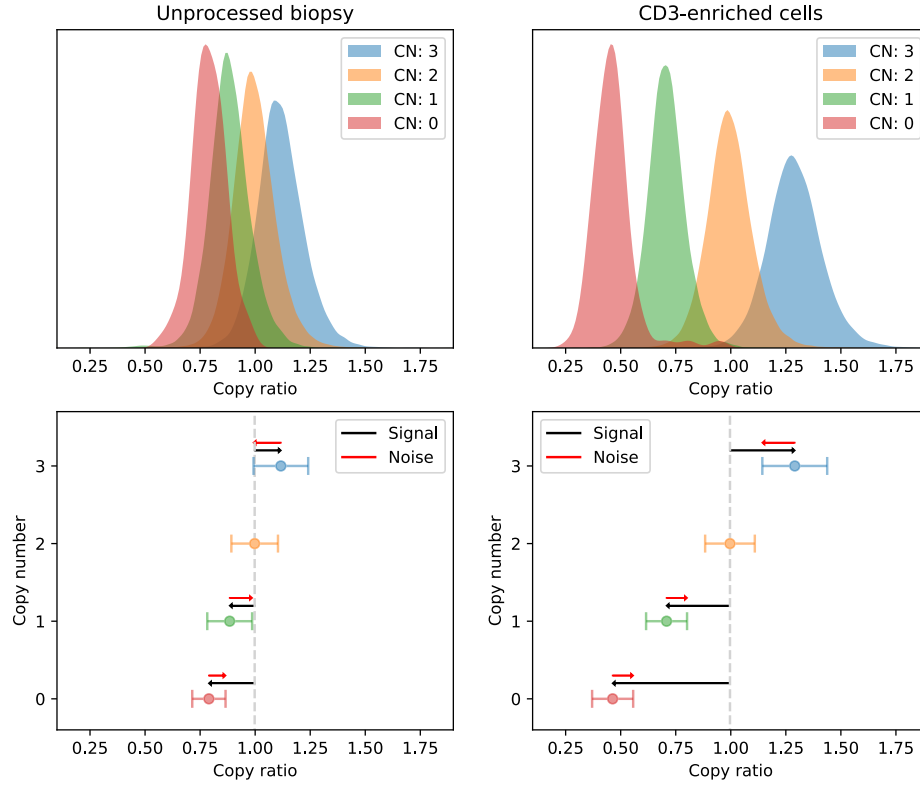 Unprocessed biopsy
CN: 3
CN: 2
CN: 1
CN: 0
0.25 0.50 0.75 1.00 1.25 1.50 1.75
Copy ratio
CD3-enriched cells
CN: 3
CN: 2
CN: 1
CN: 0
0.25 0.50 0.75 1.00 1.25 1.50 1.75
Copy ratio
Signal
Noise
Copy number
3
2
1
0
0.25 0.50 0.75 1.00 1.25 1.50 1.75
Copy ratio
Signal
Noise
Copy number
3
2
1
0
0.25 0.50 0.75 1.00 1.25 1.50 1.75
Copy ratio